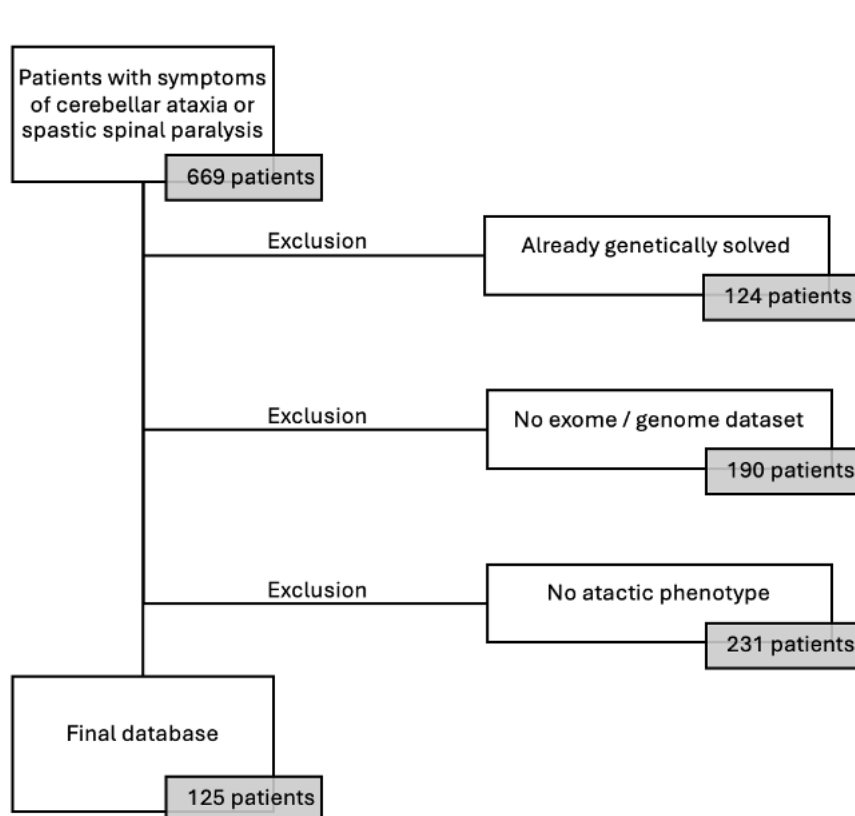 Patients with symptoms
of cerebellar ataxia or
spastic spinal paralysis
669 patients
Exclusion
Already genetically solved
124 patients
Exclusion
No exome / genome dataset
190 patients
Exclusion
No atactic phenotype
231 patients
Final database
125 patients